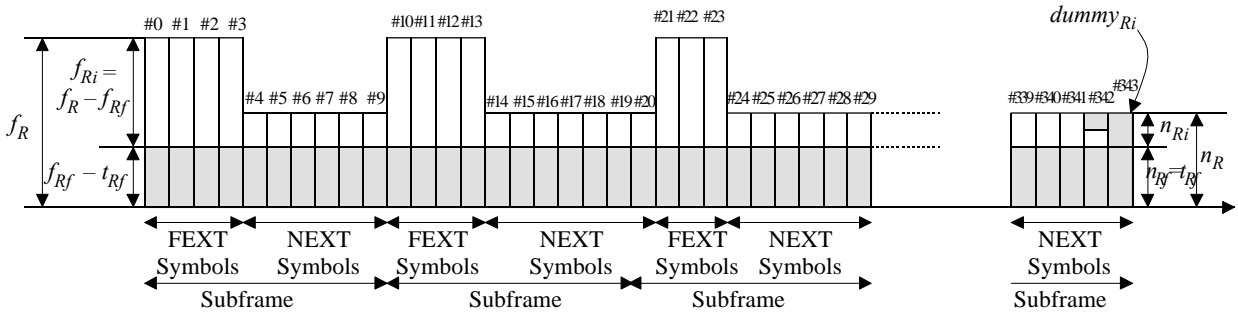 #0 #1 #2 #3 #10 #11 #12 #13 #21 #22 #23 dummy_Ri
f_Ri =
f_R – f_Rf
#4 #5 #6 #7 #8 #9 #14 #15 #16 #17 #18 #19 #20 #24 #25 #26 #27 #28 #29 #339 #340 #341 #342 #343
f_R
n_Ri
n_R
f_Rf – t_Rf
n_Rf = t_Rf
FEXT Symbols
NEXT Symbols
FEXT Symbols
NEXT Symbols
FEXT Symbols
NEXT Symbols
NEXT Symbols
Subframe Subframe Subframe Subframe